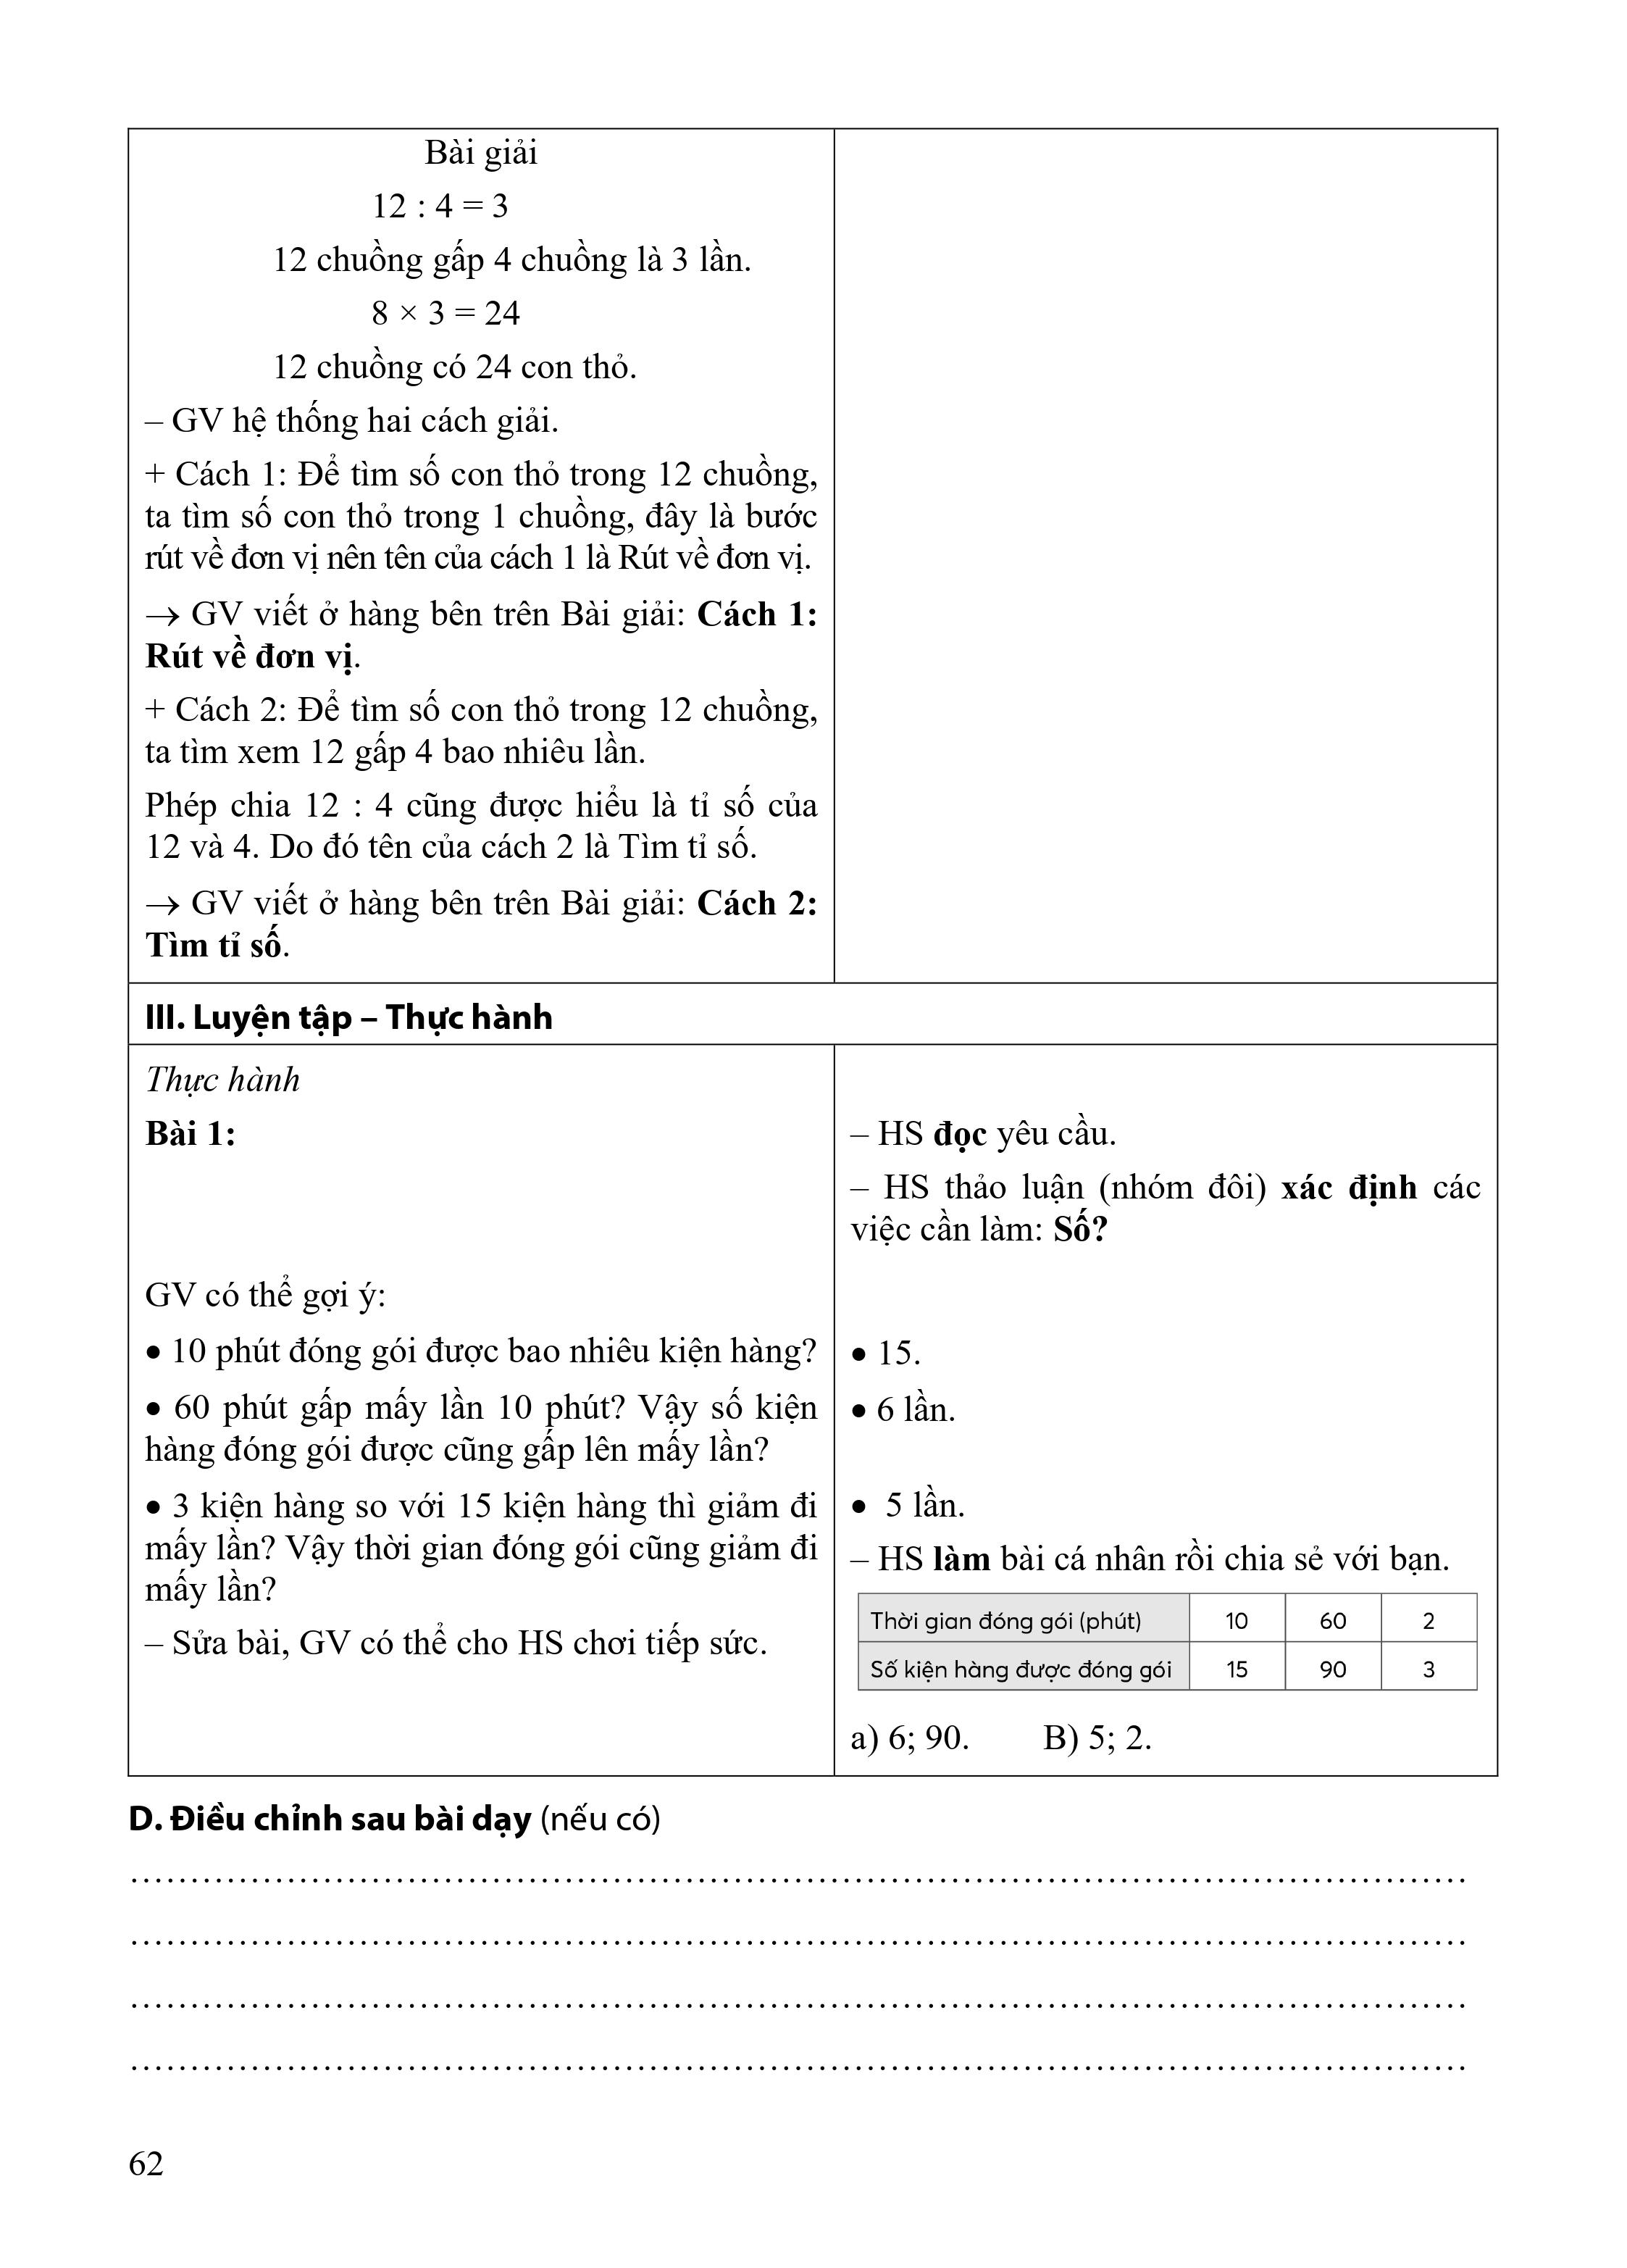 Bài giải
12 : 4 = 3
12 chuồng gấp 4 chuồng là 3 lần.
8 × 3 = 24
12 chuồng có 24 con thỏ.
– GV hệ thống hai cách giải.
+ Cách 1: Để tìm số con thỏ trong 12 chuồng,
ta tìm số con thỏ trong 1 chuồng, đây là bước
rút về đơn vị nên tên của cách 1 là Rút về đơn vị.
→ GV viết ở hàng bên trên Bài giải: Cách 1:
Rút về đơn vị.
+ Cách 2: Để tìm số con thỏ trong 12 chuồng,
ta tìm xem 12 gấp 4 bao nhiêu lần.
Phép chia 12 : 4 cũng được hiểu là tỉ số của
12 và 4. Do đó tên của cách 2 là Tìm tỉ số.
→ GV viết ở hàng bên trên Bài giải: Cách 2:
Tìm tỉ số.
III. Luyện tập – Thực hành
Thực hành
Bài 1:
GV có thể gợi ý:
• 10 phút đóng gói được bao nhiêu kiện hàng?
• 60 phút gấp mấy lần 10 phút? Vậy số kiện
hàng đóng gói được cũng gấp lên mấy lần?
• 3 kiện hàng so với 15 kiện hàng thì giảm đi
mấy lần? Vậy thời gian đóng gói cũng giảm đi
mấy lần?
– Sửa bài, GV có thể cho HS chơi tiếp sức.
– HS đọc yêu cầu.
– HS thảo luận (nhóm đôi) xác định các
việc cần làm: Số?
• 15.
• 6 lần.
• 5 lần.
– HS làm bài cá nhân rồi chia sẻ với bạn.
Thời gian đóng gói (phút) 10 60 2
Số kiện hàng được đóng gói 15 90 3
a) 6; 90. B) 5; 2.
D. Điều chỉnh sau bài dạy (nếu có)
62